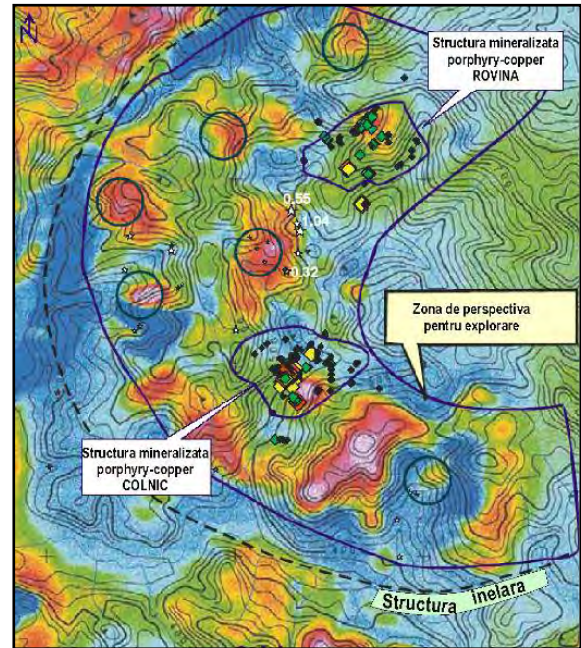 N
Structura mineralizata
porphyry-copper
ROVINA
0.55
1.04
0.32
Zona de perspectiva
pentru explorare
Structura mineralizata
porphyry-copper
COLNIC
Structura inelara